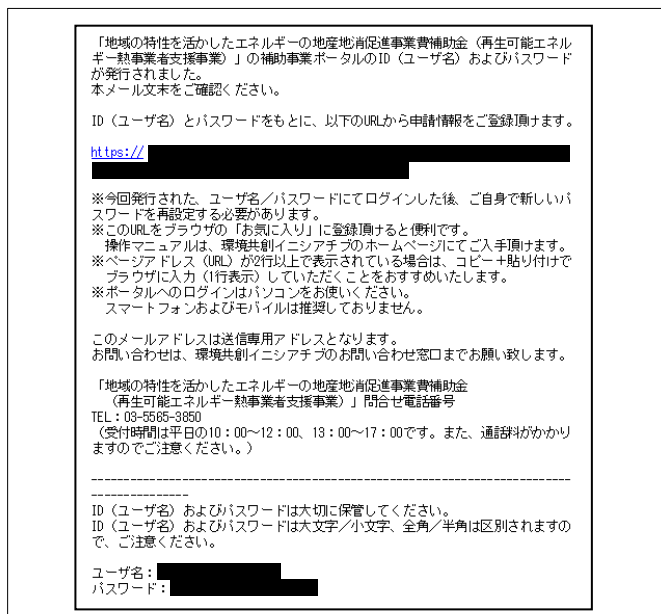 「地域の特性を活かしたエネルギーの地産地消促進事業費補助金（再生可能エネル
ギー熱事業者支援事業）」の補助事業ポータルのID（ユーザ名）およびパスワード
が発行されました。
本メール文末をご確認ください。
ID（ユーザ名）とパスワードをもとに、以下のURLから申請情報をご登録頂けます。
https://
※今回発行された、ユーザ名／パスワードにてログインした後、ご自身で新しいパ
スワードを再設定する必要があります。
※このURLをブラウザの「お気に入り」に登録頂けると便利です。
操作マニュアルは、環境共創イニシアチブのホームページにてご入手頂けます。
※ページアドレス（URL）が2行以上で表示されている場合は、コピー＋貼り付けで
ブラウザに入力（1行表示）していただくことをおすすめいたします。
※ポータルへのログインはパソコンをお使いください。
スマートフォンおよびモバイルは推奨しておりません。
このメールアドレスは送信専用アドレスとなります。
お問い合わせは、環境共創イニシアチブのお問い合わせ窓口までお願い致します。
「地域の特性を活かしたエネルギーの地産地消促進事業費補助金
（再生可能エネルギー熱事業者支援事業）」問合せ電話番号
TEL：03-5565-3850
（受付時間は平日の10：00～12：00、13：00～17：00です。また、通話料がかかり
ますのでご注意ください。）
--------------------------------------------------------------------------
---------------
ID（ユーザ名）およびパスワードは大切に保管してください。
ID（ユーザ名）およびパスワードは大文字／小文字、全角／半角は区別されますの
で、ご注意ください。
ユーザ名：
パスワード：